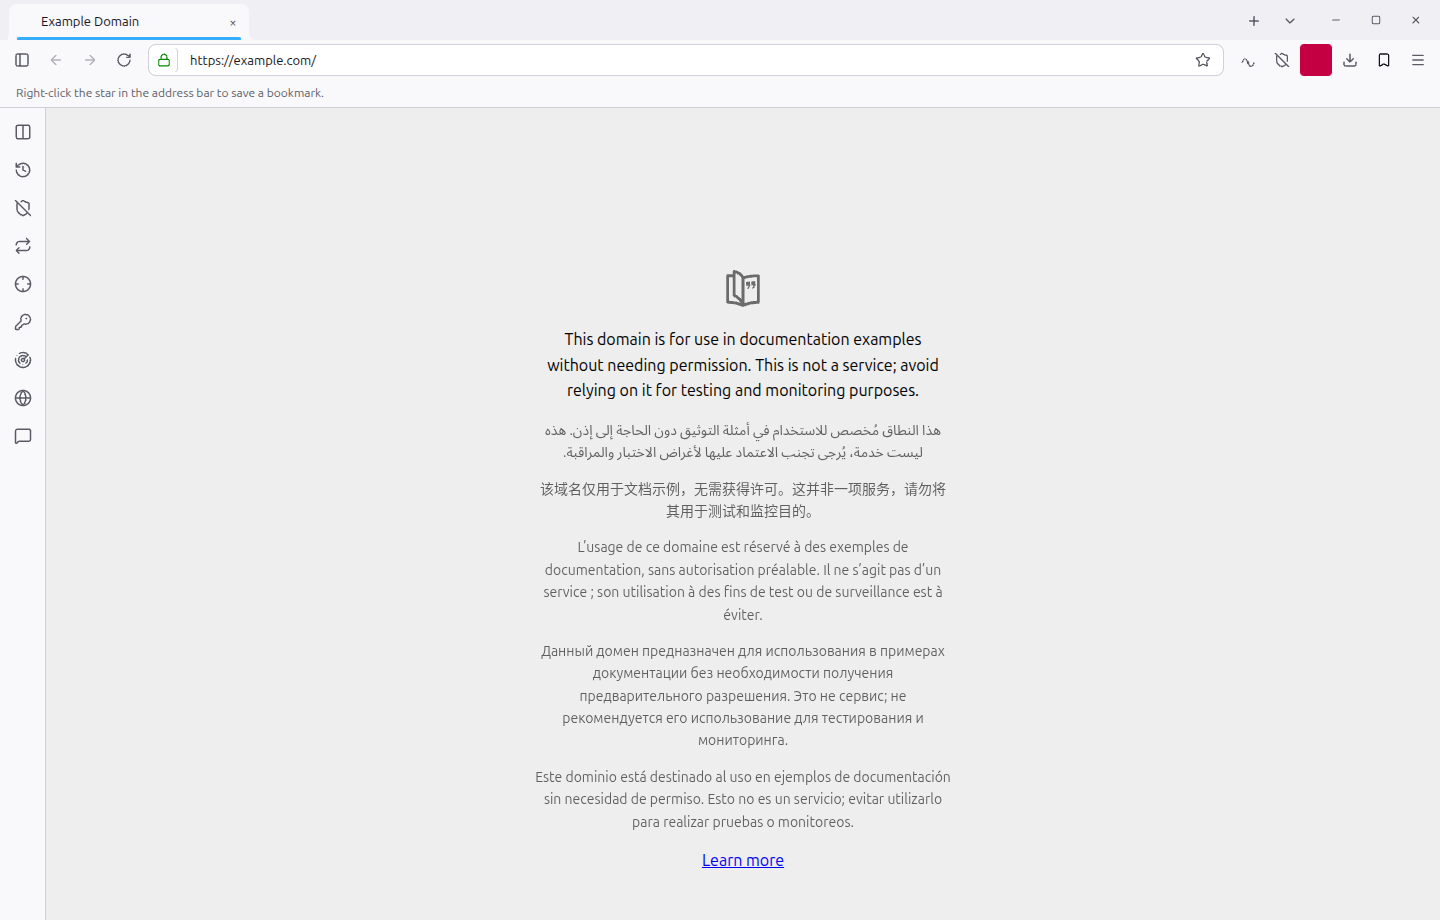 Example Domain
https://example.com/
Right-click the star in the address bar to save a bookmark.
This domain is for use in documentation examples
without needing permission. This is not a service; avoid
relying on it for testing and monitoring purposes.
هذا النطاق مُخصص للاستخدام في أمثلة التوثيق دون الحاجة إلى إذن. هذه
ليست خدمة، يُرجى تجنب الاعتماد عليها لأغراض الاختبار والمراقبة.
该域名仅用于文档示例，无需获得许可。这并非一项服务，请勿将
其用于测试和监控目的。
L’usage de ce domaine est réservé à des exemples de
documentation, sans autorisation préalable. Il ne s’agit pas d’un
service ; son utilisation à des fins de test ou de surveillance est à
éviter.
Данный домен предназначен для использования в примерах
документации без необходимости получения
предварительного разрешения. Это не сервис; не
рекомендуется его использование для тестирования и
мониторинга.
Este dominio está destinado al uso en ejemplos de documentación
sin necesidad de permiso. Esto no es un servicio; evitar utilizarlo
para realizar pruebas o monitoreos.
Learn more